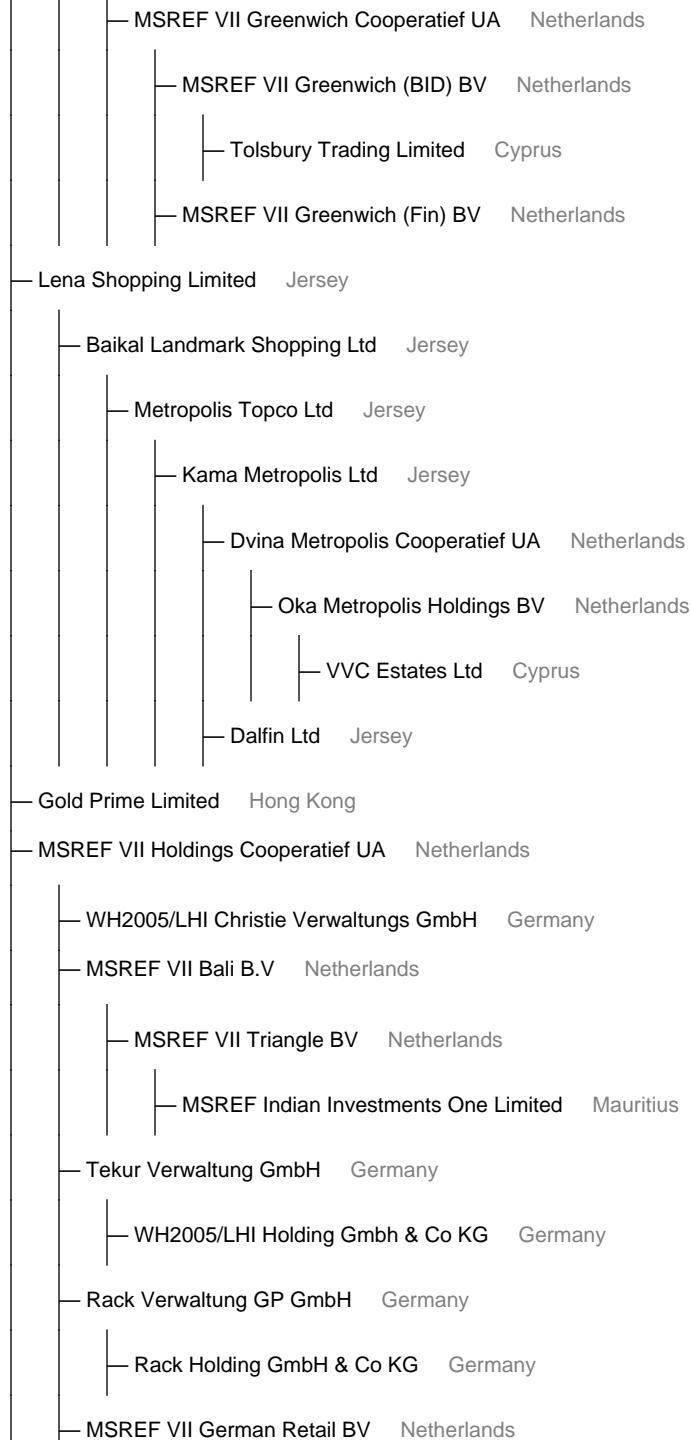 MSREF VII Greenwich Cooperatief UA Netherlands
MSREF VII Greenwich (BID) BV Netherlands
Tolsbury Trading Limited Cyprus
MSREF VII Greenwich (Fin) BV Netherlands
Lena Shopping Limited Jersey
Baikal Landmark Shopping Ltd Jersey
Metropolis Topco Ltd Jersey
Kama Metropolis Ltd Jersey
Dvina Metropolis Cooperatief UA Netherlands
Oka Metropolis Holdings BV Netherlands
VVC Estates Ltd Cyprus
Dalfin Ltd Jersey
Gold Prime Limited Hong Kong
MSREF VII Holdings Cooperatief UA Netherlands
WH2005/LHI Christie Verwaltungs GmbH Germany
MSREF VII Bali B.V Netherlands
MSREF VII Triangle BV Netherlands
MSREF Indian Investments One Limited Mauritius
Tekur Verwaltung GmbH Germany
WH2005/LHI Holding Gmbh & Co KG Germany
Rack Verwaltung GP GmbH Germany
Rack Holding GmbH & Co KG Germany
MSREF VII German Retail BV Netherlands